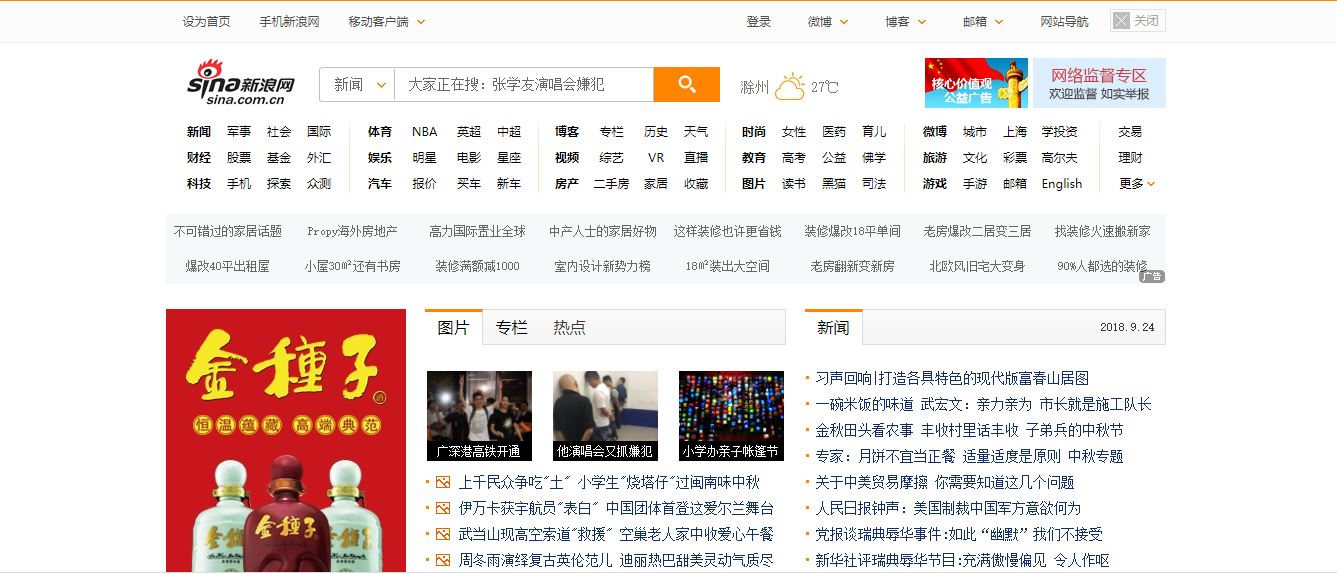 设为首页 手机新浪网 移动客户端 登录 微博 博客 邮箱 网站导航 关闭
sina新浪网
sina.com.cn
新闻 大家正在搜：张学友演唱会嫌犯
滁州 27℃
核心价值观
公益广告
网络监督专区
欢迎监督 如实举报
新闻 军事 社会 国际 体育 NBA 英超 中超 博客 专栏 历史 天气 时尚 女性 医药 育儿 微博 城市 上海 学投资 交易
财经 股票 基金 外汇 娱乐 明星 电影 星座 视频 综艺 VR 直播 教育 高考 公益 佛学 旅游 文化 彩票 高尔夫 理财
科技 手机 探索 众测 汽车 报价 买车 新车 房产 二手房 家居 收藏 图片 读书 黑猫 司法 游戏 手游 邮箱 English 更多
不可错过的家居话题 Propy海外房地产 高力国际置业全球 中产人士的家居好物 这样装修也许更省钱 装修爆改18平单间 老房爆改二居变三居 找装修火速搬新家
爆改40平出租屋 小屋30㎡还有书房 装修满额减1000 室内设计新势力榜 18㎡装出大空间 老房翻新变新房 北欧风旧宅大变身 90%人都选的装修
广告
金種子
酒
恒温蕴藏 高端典范
金種子
图片 专栏 热点
广深港高铁开通 他演唱会又抓嫌犯 小学办亲子帐篷节
上千民众争吃"土" 小学生"烧塔仔"过闽南味中秋
伊万卡获宇航员"表白" 中国团体首登这爱尔兰舞台
武当山现高空索道"救援" 空巢老人家中收爱心午餐
周冬雨演绎复古英伦范儿 迪丽热巴甜美灵动气质尽
新闻 2018.9.24
习声回响|打造各具特色的现代版富春山居图
一碗米饭的味道 武宏文：亲力亲为 市长就是施工队长
金秋田头看农事 丰收村里话丰收 子弟兵的中秋节
专家：月饼不宜当正餐 适量适度是原则 中秋专题
关于中美贸易摩擦 你需要知道这几个问题
人民日报钟声：美国制裁中国军方意欲何为
党报谈瑞典辱华事件:如此“幽默”我们不接受
新华社评瑞典辱华节目:充满傲慢偏见 令人作呕